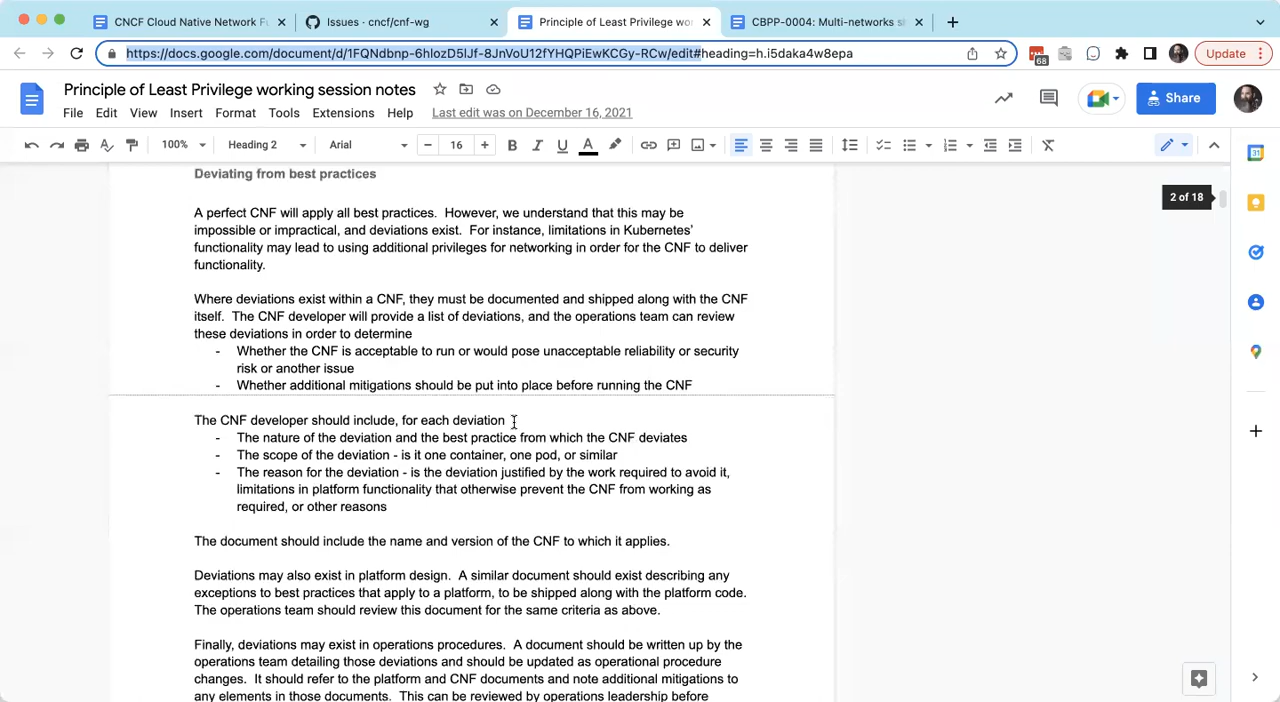 CNCF Cloud Native Network Fu
Issues · cncf/cnf-wg
Principle of Least Privilege wor
CBPP-0004: Multi-networks sh
https://docs.google.com/document/d/1FQNdbnp-6hlozD5lJf-8JnVoU12fYHQPiEwKCGy-RCw/edit#heading=h.i5daka4w8epa
68
Update
Principle of Least Privilege working session notes
File Edit View Insert Format Tools Extensions Help Last edit was on December 16, 2021
Share
100% Heading 2 Arial 16 B I U A
31
2 of 18
Deviating from best practices
A perfect CNF will apply all best practices. However, we understand that this may be
impossible or impractical, and deviations exist. For instance, limitations in Kubernetes’
functionality may lead to using additional privileges for networking in order for the CNF to deliver
functionality.
Where deviations exist within a CNF, they must be documented and shipped along with the CNF
itself. The CNF developer will provide a list of deviations, and the operations team can review
these deviations in order to determine
- Whether the CNF is acceptable to run or would pose unacceptable reliability or security
risk or another issue
- Whether additional mitigations should be put into place before running the CNF
The CNF developer should include, for each deviation
- The nature of the deviation and the best practice from which the CNF deviates
- The scope of the deviation - is it one container, one pod, or similar
- The reason for the deviation - is the deviation justified by the work required to avoid it,
limitations in platform functionality that otherwise prevent the CNF from working as
required, or other reasons
The document should include the name and version of the CNF to which it applies.
Deviations may also exist in platform design. A similar document should exist describing any
exceptions to best practices that apply to a platform, to be shipped along with the platform code.
The operations team should review this document for the same criteria as above.
Finally, deviations may exist in operations procedures. A document should be written up by the
operations team detailing those deviations and should be updated as operational procedure
changes. It should refer to the platform and CNF documents and note additional mitigations to
any elements in those documents. This can be reviewed by operations leadership before